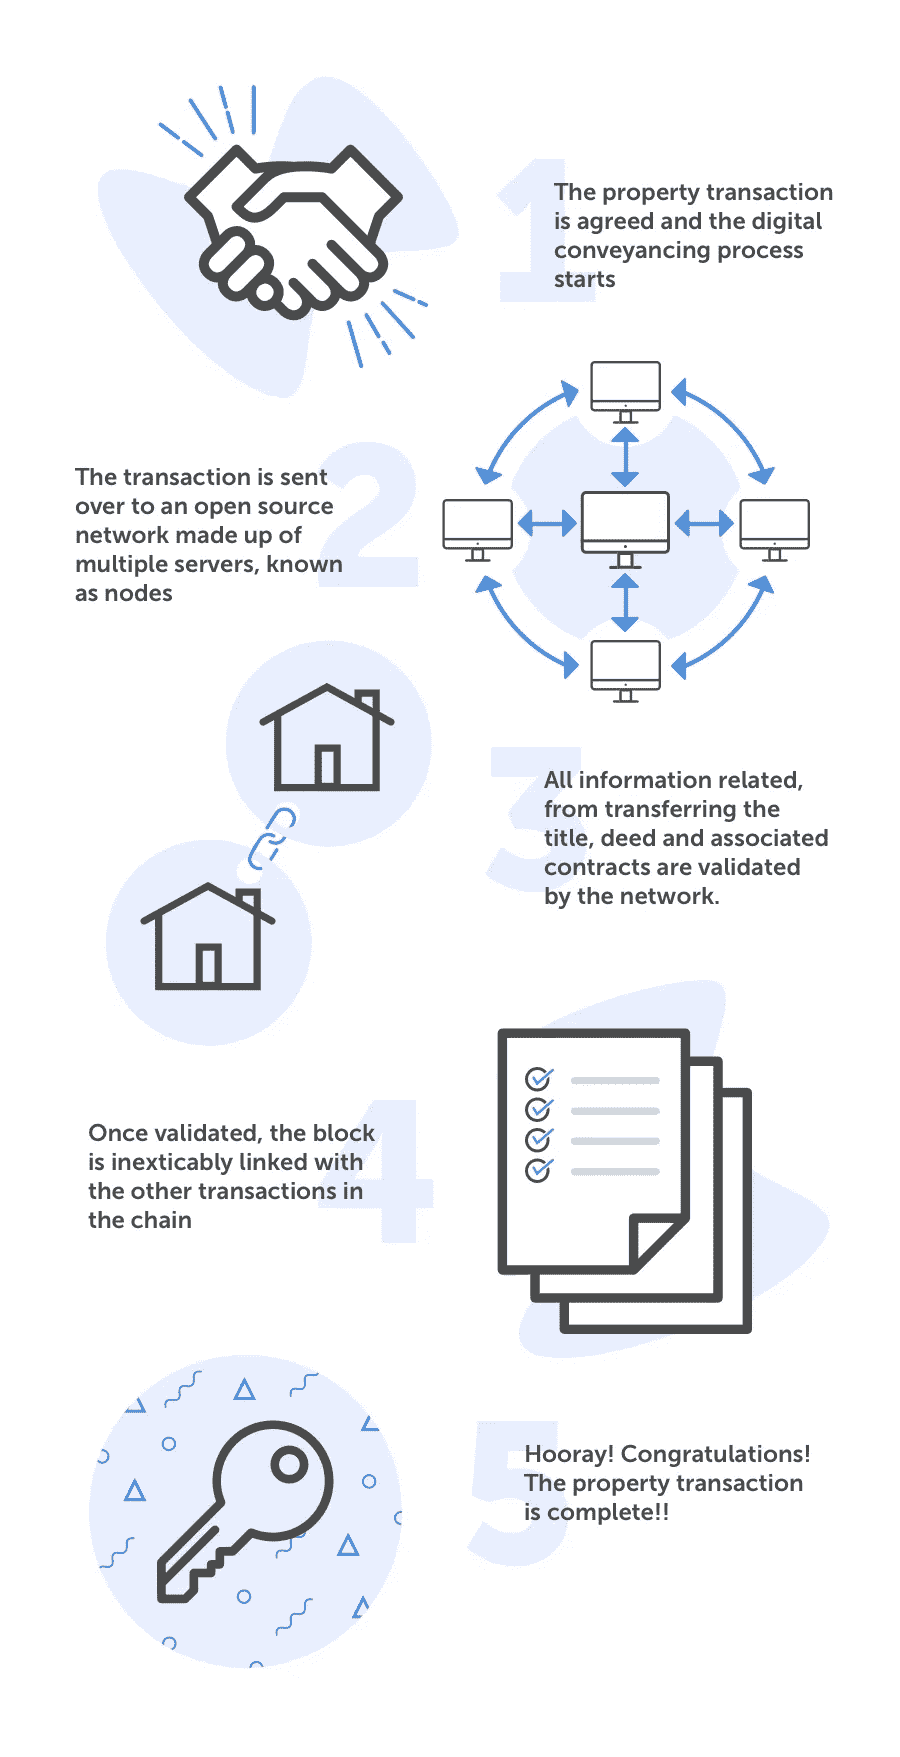 1
The property transaction
is agreed and the digital
conveyancing process
starts
2
The transaction is sent
over to an open source
network made up of
multiple servers, known
as nodes
3
All information related,
from transferring the
title, deed and associated
contracts are validated
by the network.
4
Once validated, the block
is inexticably linked with
the other transactions in
the chain
5
Hooray! Congratulations!
The property transaction
is complete!!